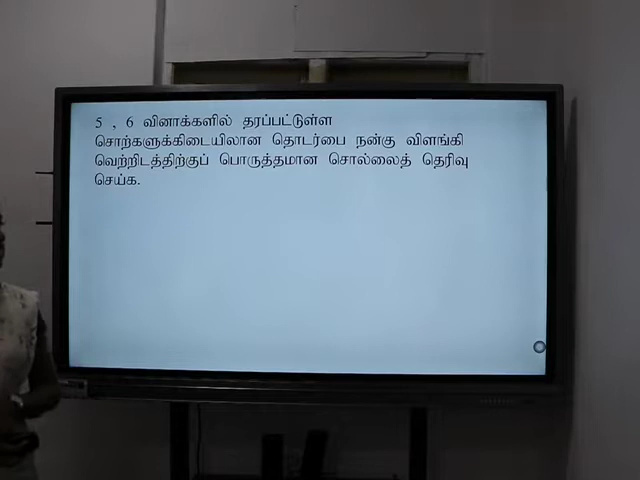 5 , 6 வினாக்களில் தரப்பட்டுள்ள
சொற்களுக்கிடையிலான தொடர்பை நன்கு விளங்கி
வெற்றிடத்திற்குப் பொருத்தமான சொல்லைத் தெரிவு
செய்க.